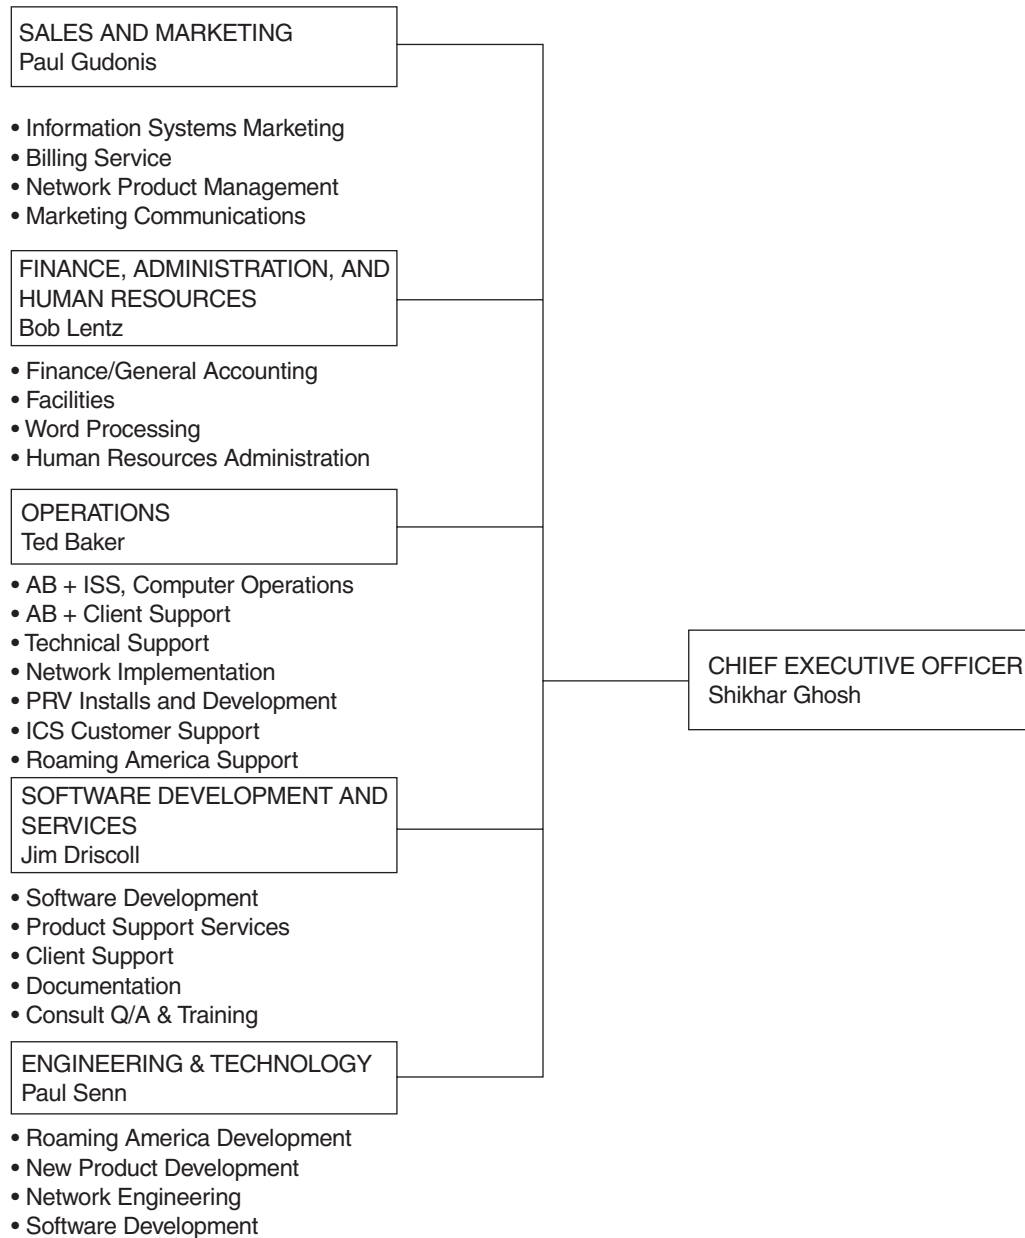 SALES AND MARKETING
Paul Gudonis
• Information Systems Marketing
• Billing Service
• Network Product Management
• Marketing Communications
FINANCE, ADMINISTRATION, AND
HUMAN RESOURCES
Bob Lentz
• Finance/General Accounting
• Facilities
• Word Processing
• Human Resources Administration
OPERATIONS
Ted Baker
• AB + ISS, Computer Operations
• AB + Client Support
• Technical Support
• Network Implementation
• PRV Installs and Development
• ICS Customer Support
• Roaming America Support
SOFTWARE DEVELOPMENT AND
SERVICES
Jim Driscoll
• Software Development
• Product Support Services
• Client Support
• Documentation
• Consult Q/A & Training
ENGINEERING & TECHNOLOGY
Paul Senn
• Roaming America Development
• New Product Development
• Network Engineering
• Software Development
CHIEF EXECUTIVE OFFICER
Shikhar Ghosh